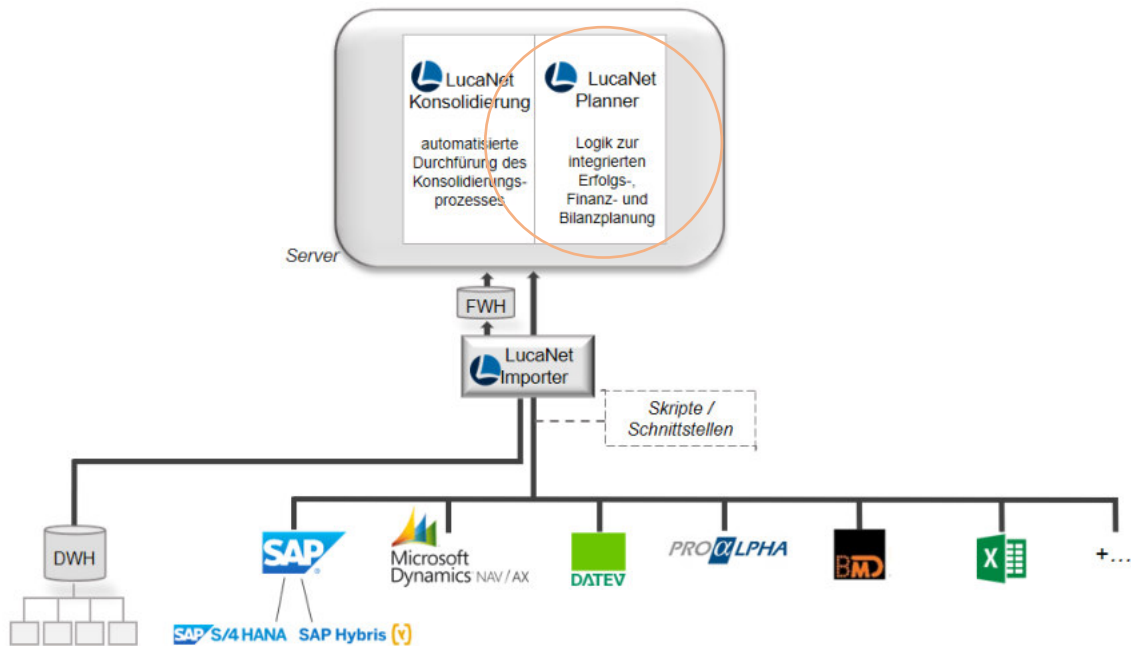 LucaNet
Konsolidierung
automatisierte
Durchfürung des
Konsolidierungs-
prozesses
LucaNet
Planner
Logik zur
integrierten
Erfolgs-,
Finanz- und
Bilanzplanung
Server
FWH
LucaNet
Importer
Skripte /
Schnittstellen
DWH
SAP
Microsoft
Dynamics NAV / AX
DATEV
PROαLPHA
BMD
X
+...
SAP S/4 HANA
SAP Hybris (Y)